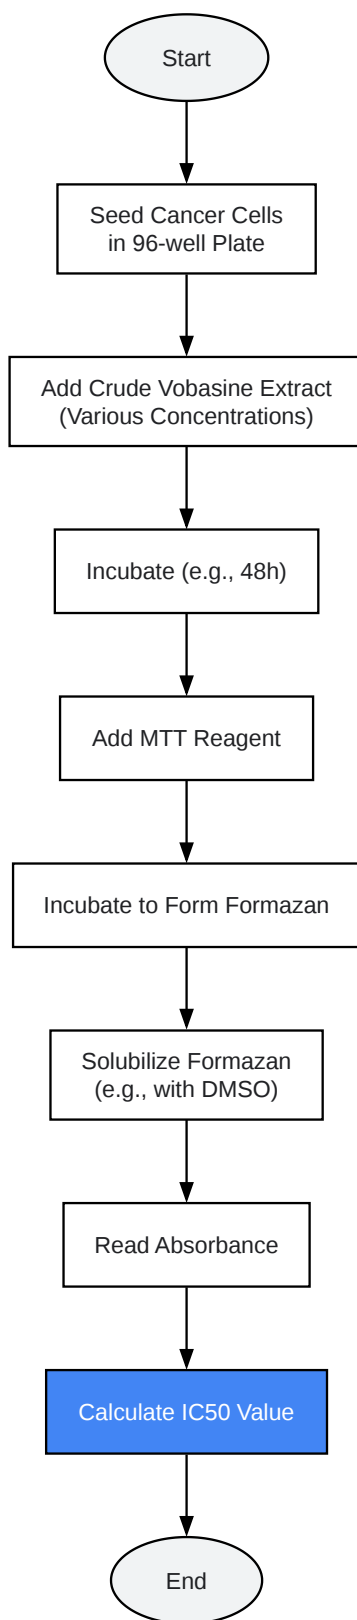 Start
Seed Cancer Cells
in 96-well Plate
Add Crude Vobasine Extract
(Various Concentrations)
Incubate (e.g., 48h)
Add MTT Reagent
Incubate to Form Formazan
Solubilize Formazan
(e.g., with DMSO)
Read Absorbance
Calculate IC50 Value
End